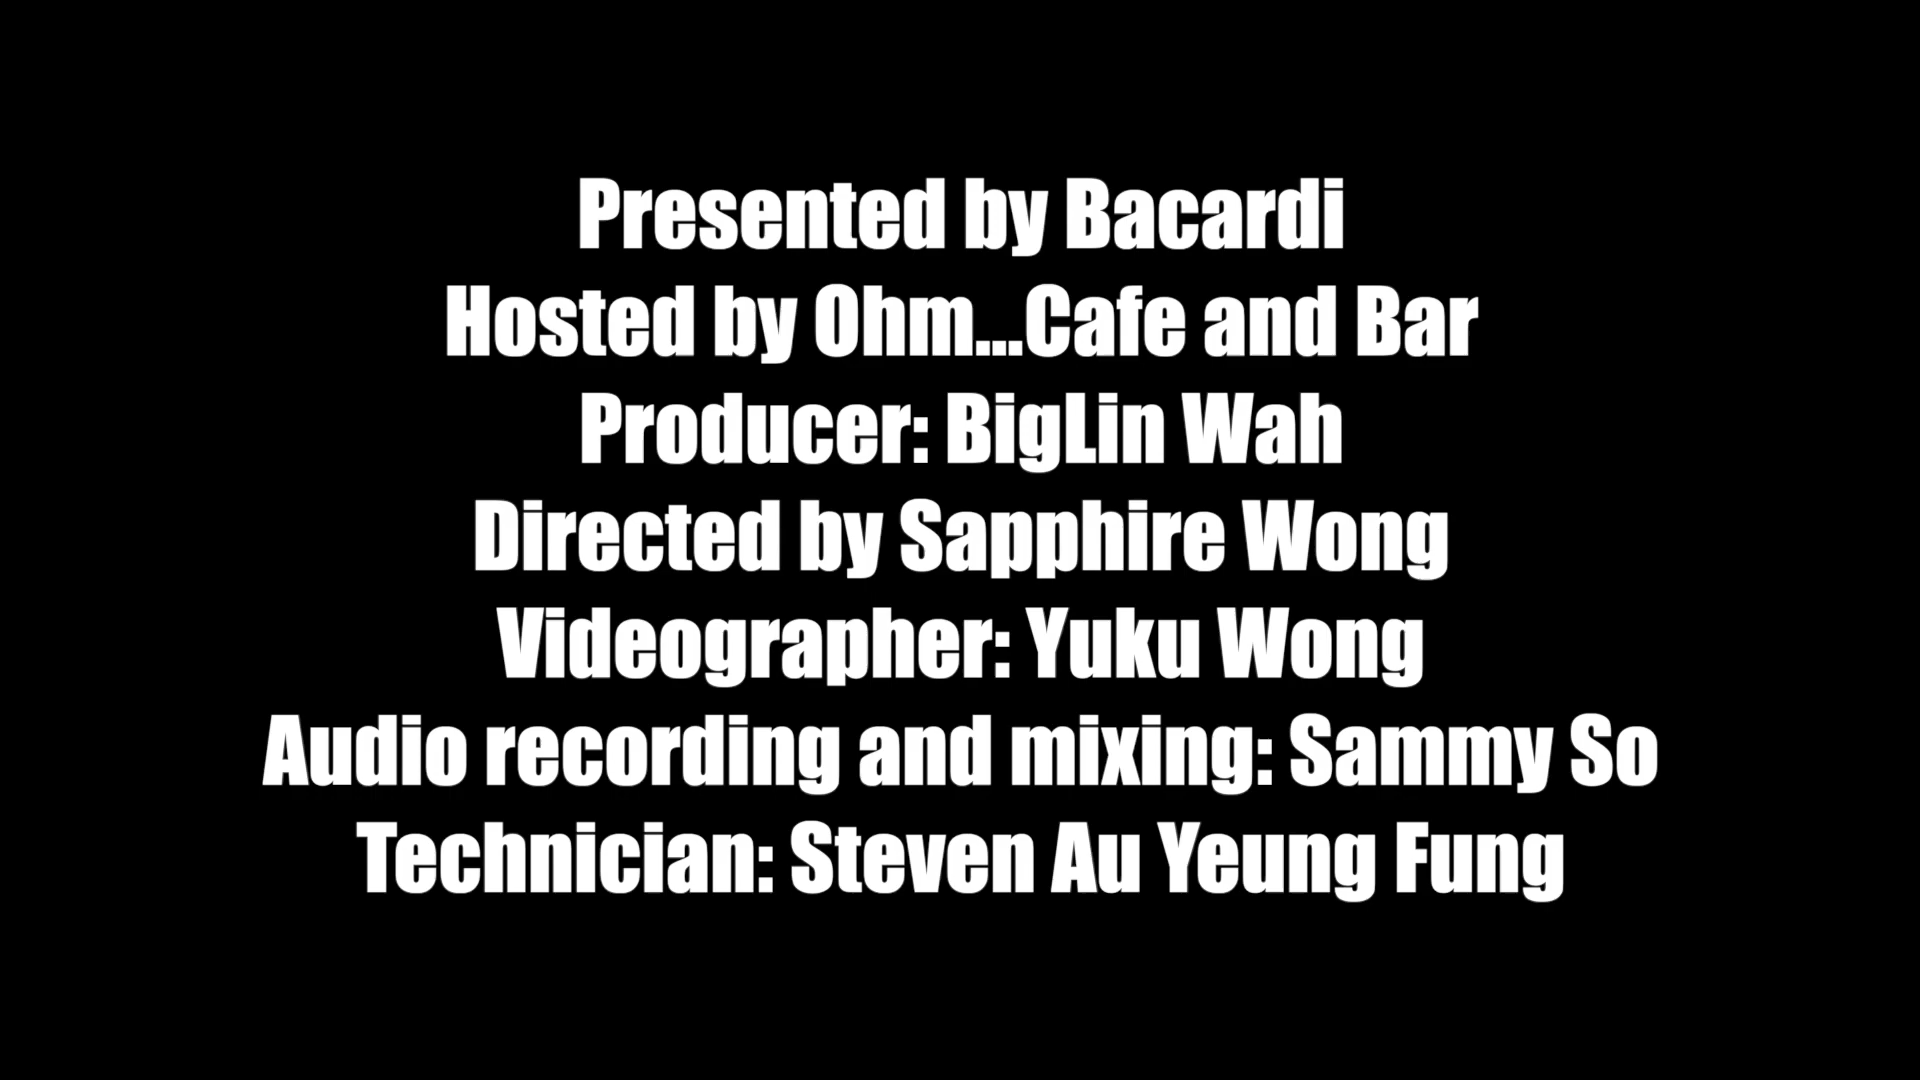 Presented by Bacardi
Hosted by Ohm...Cafe and Bar
Producer: BigLin Wah
Directed by Sapphire Wong
Videographer: Yuku Wong
Audio recording and mixing: Sammy So
Technician: Steven Au Yeung Fung